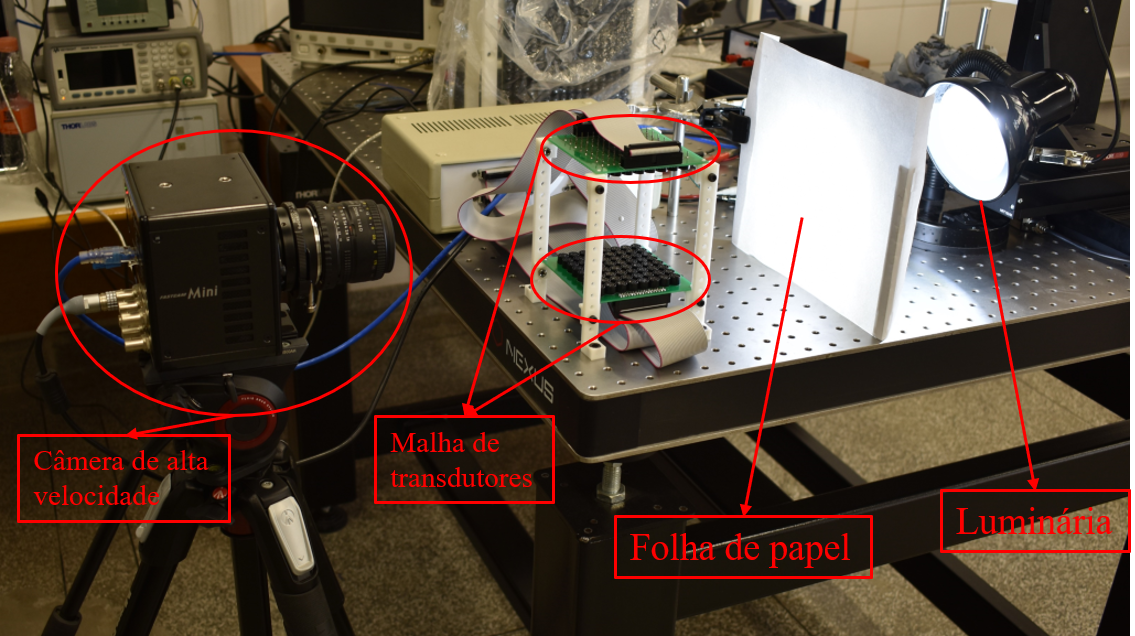 THORLABS
Mini
NEXUS
Câmera de alta
velocidade
Malha de
transdutores
Folha de papel
Luminária